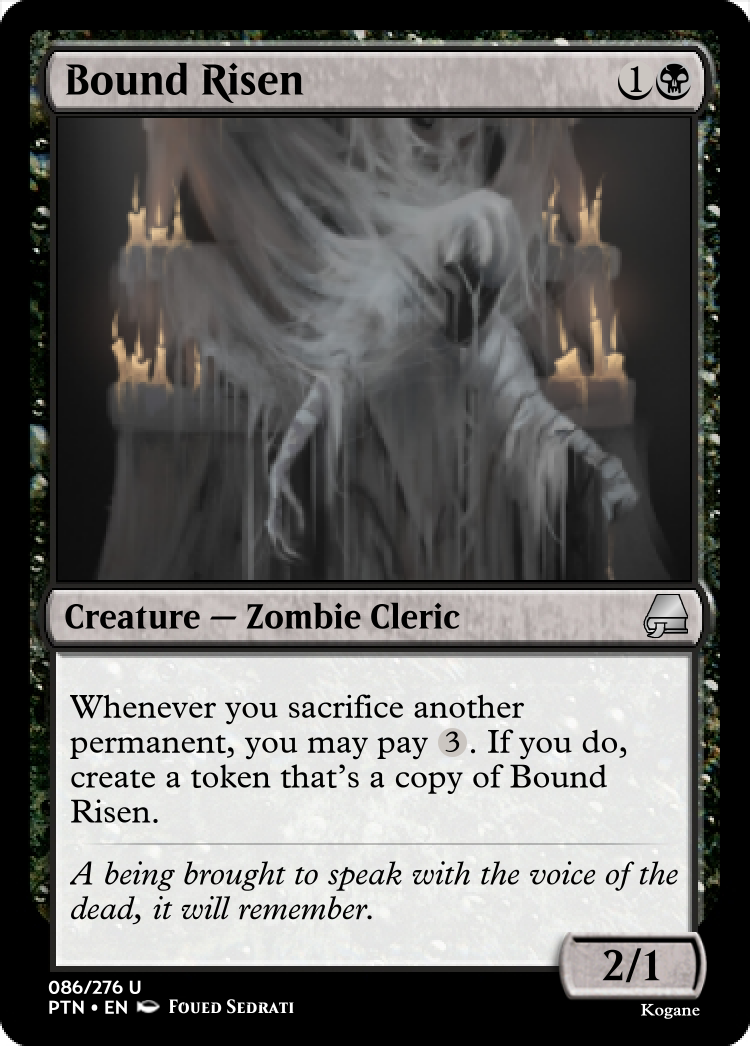 Bound Risen 1
Creature — Zombie Cleric
Whenever you sacrifice another
permanent, you may pay 3. If you do,
create a token that's a copy of Bound
Risen.
A being brought to speak with the voice of the
dead, it will remember.
2/1
086/276 U
PTN • EN Foued Sedrati
Kogane